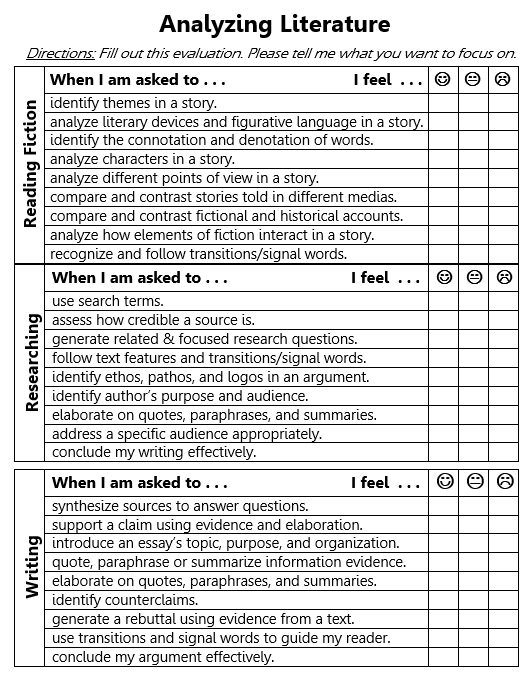 Analyzing Literature
Directions: Fill out this evaluation. Please tell me what you want to focus on.
Reading Fiction
When I am asked to . . . I feel . . . ☺ 😐 ☹
identify themes in a story.
analyze literary devices and figurative language in a story.
identify the connotation and denotation of words.
analyze characters in a story.
analyze different points of view in a story.
compare and contrast stories told in different medias.
compare and contrast fictional and historical accounts.
analyze how elements of fiction interact in a story.
recognize and follow transitions/signal words.
Researching
When I am asked to . . . I feel . . . ☺ 😐 ☹
use search terms.
assess how credible a source is.
generate related & focused research questions.
follow text features and transitions/signal words.
identify ethos, pathos, and logos in an argument.
identify author's purpose and audience.
elaborate on quotes, paraphrases, and summaries.
address a specific audience appropriately.
conclude my writing effectively.
Writing
When I am asked to . . . I feel . . . ☺ 😐 ☹
synthesize sources to answer questions.
support a claim using evidence and elaboration.
introduce an essay's topic, purpose, and organization.
quote, paraphrase or summarize information evidence.
elaborate on quotes, paraphrases, and summaries.
identify counterclaims.
generate a rebuttal using evidence from a text.
use transitions and signal words to guide my reader.
conclude my argument effectively.